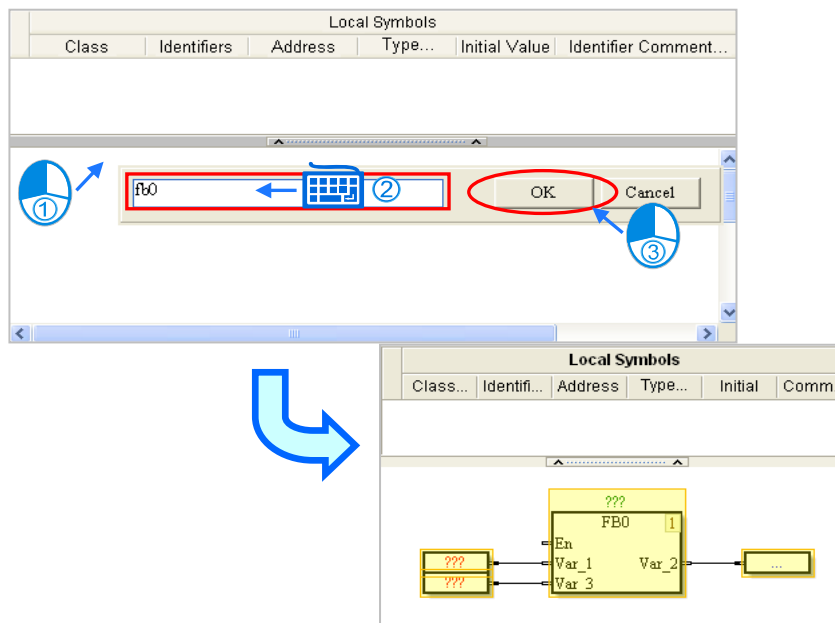 Local Symbols
Class Identifiers Address Type... Initial Value Identifier Comment...
① fb0 ② OK Cancel
③
Local Symbols
Class... Identifi... Address Type... Initial Comm
???
FB0 1
En
??? Var_1 Var_2 ...
??? Var_3